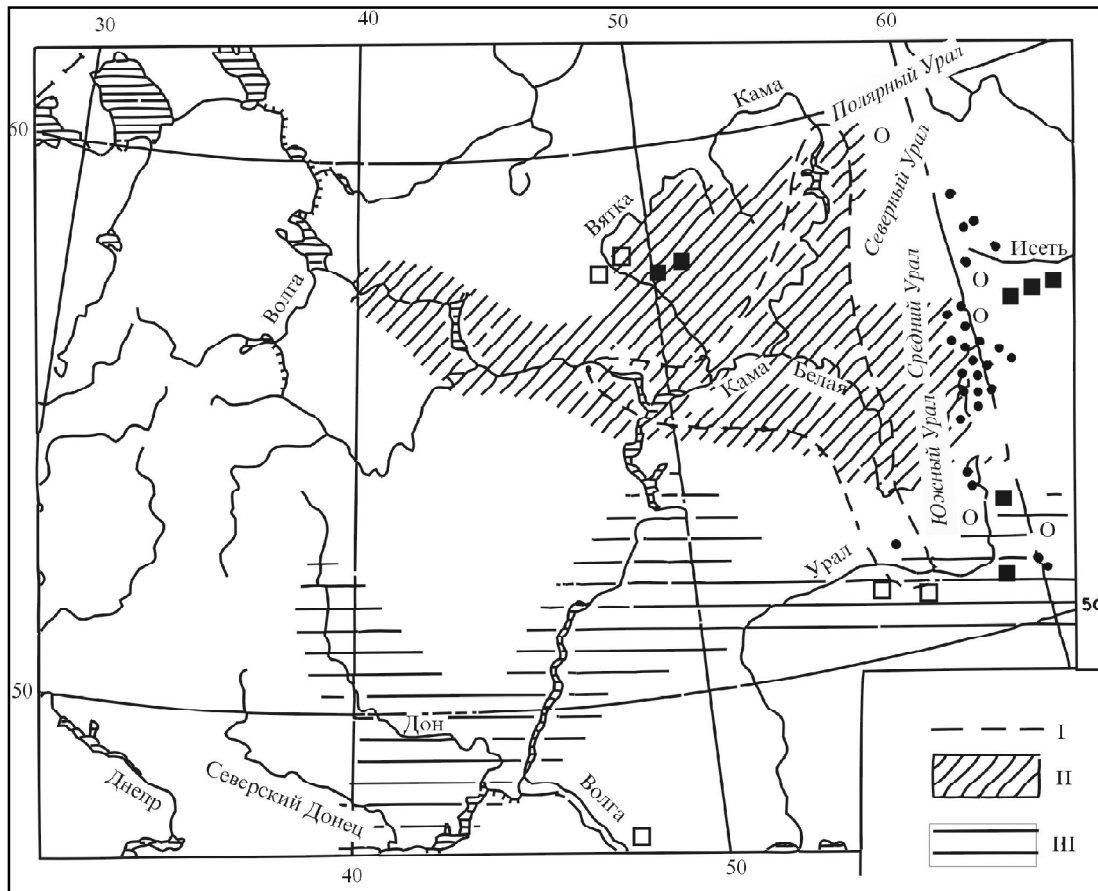 30
40
50
60
60
Кама
Полярный Урал
Северный Урал
Вятка
Исеть
Волга
Средний Урал
Кама
Белая
Южный Урал
Урал
50
50
Дон
Северский Донец
Днепр
Волга
I
II
III
40
50